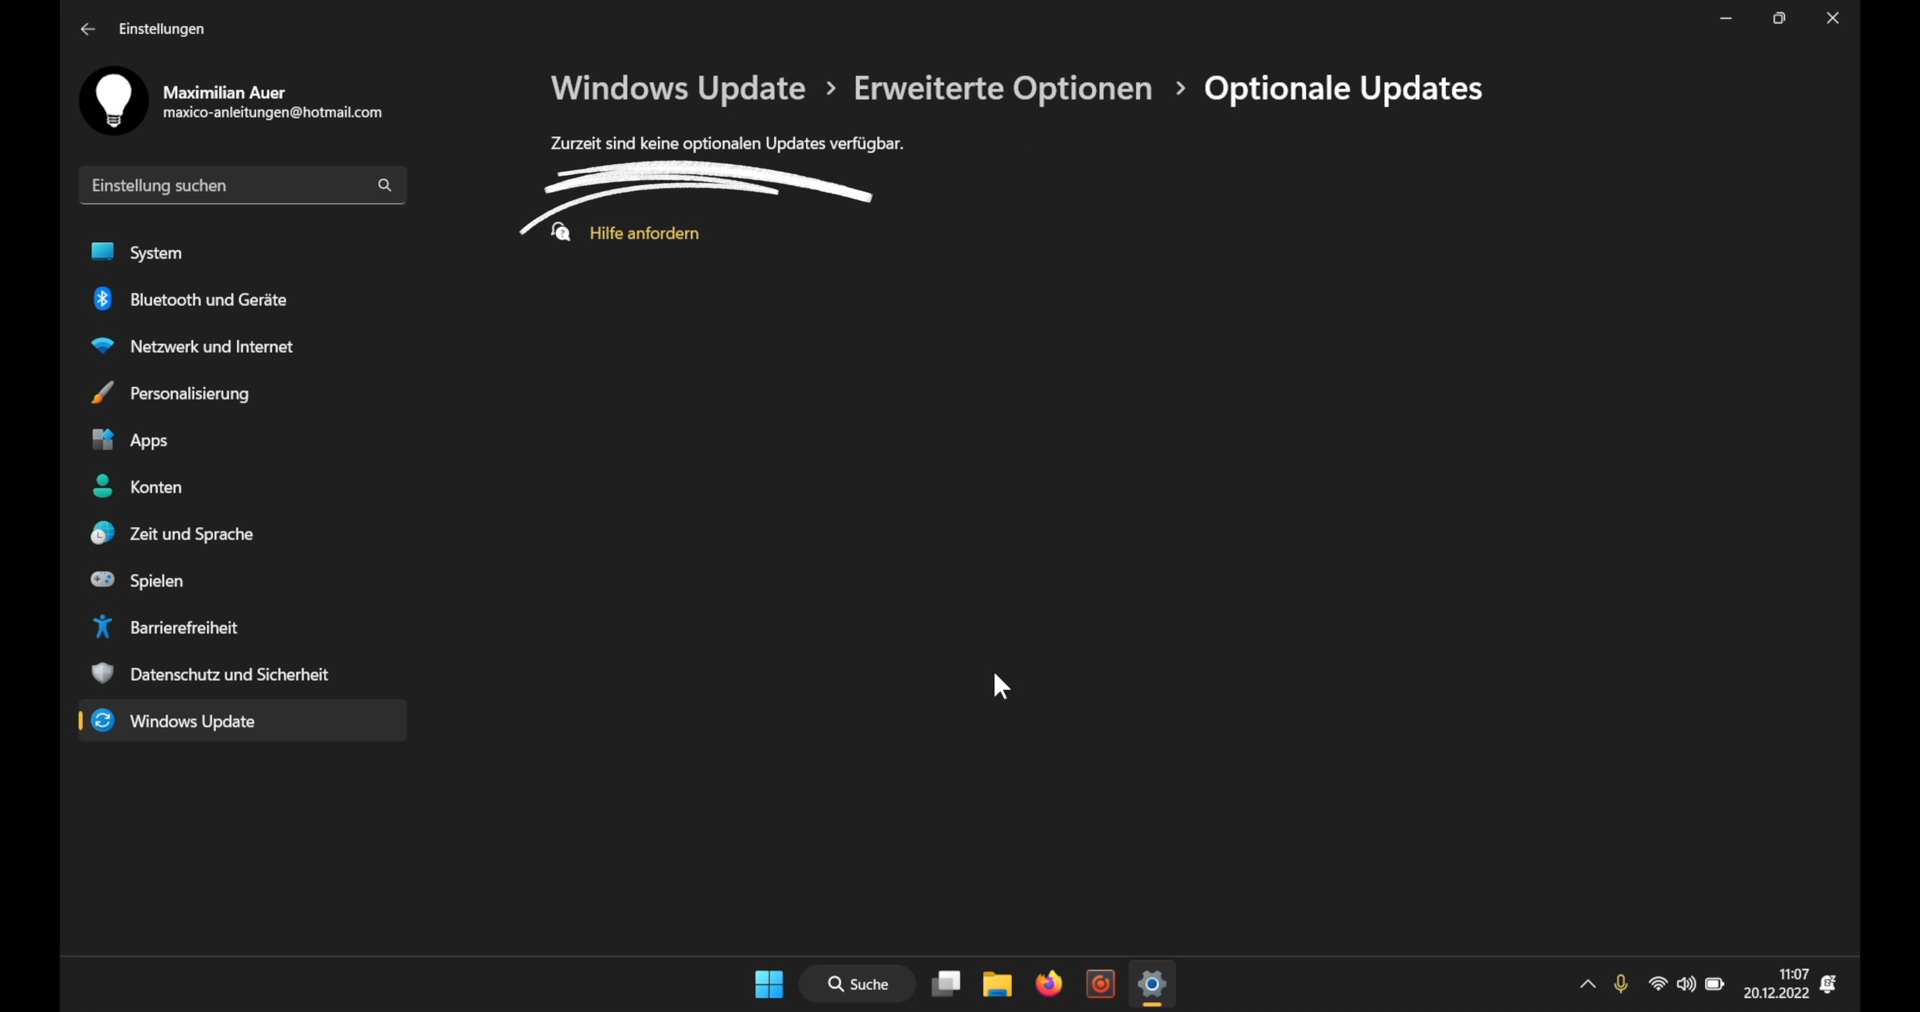 Einstellungen
Maximilian Auer
maxico-anleitungen@hotmail.com
Einstellung suchen
System
Bluetooth und Geräte
Netzwerk und Internet
Personalisierung
Apps
Konten
Zeit und Sprache
Spielen
Barrierefreiheit
Datenschutz und Sicherheit
Windows Update
Windows Update > Erweiterte Optionen > Optionale Updates
Zurzeit sind keine optionalen Updates verfügbar.
Hilfe anfordern
Suche
11:07
20.12.2022